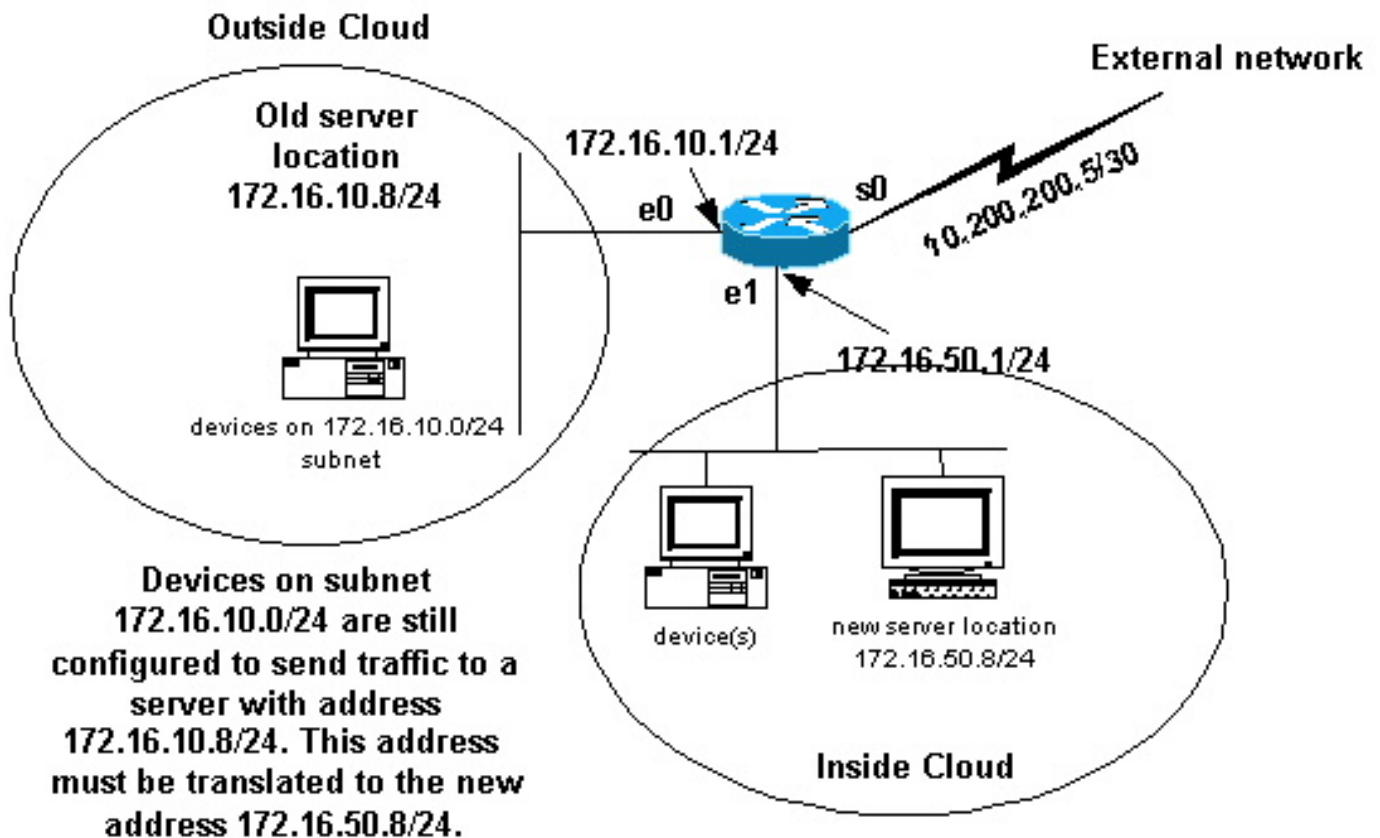 Outside Cloud
External network
Old server
location
172.16.10.8/24
172.16.10.1/24
e0
s0
10.200.200.5/30
e1
172.16.50.1/24
devices on 172.16.10.0/24
subnet
device(s)
new server location
172.16.50.8/24
Devices on subnet
172.16.10.0/24 are still
configured to send traffic to a
server with address
172.16.10.8/24. This address
must be translated to the new
address 172.16.50.8/24.
Inside Cloud